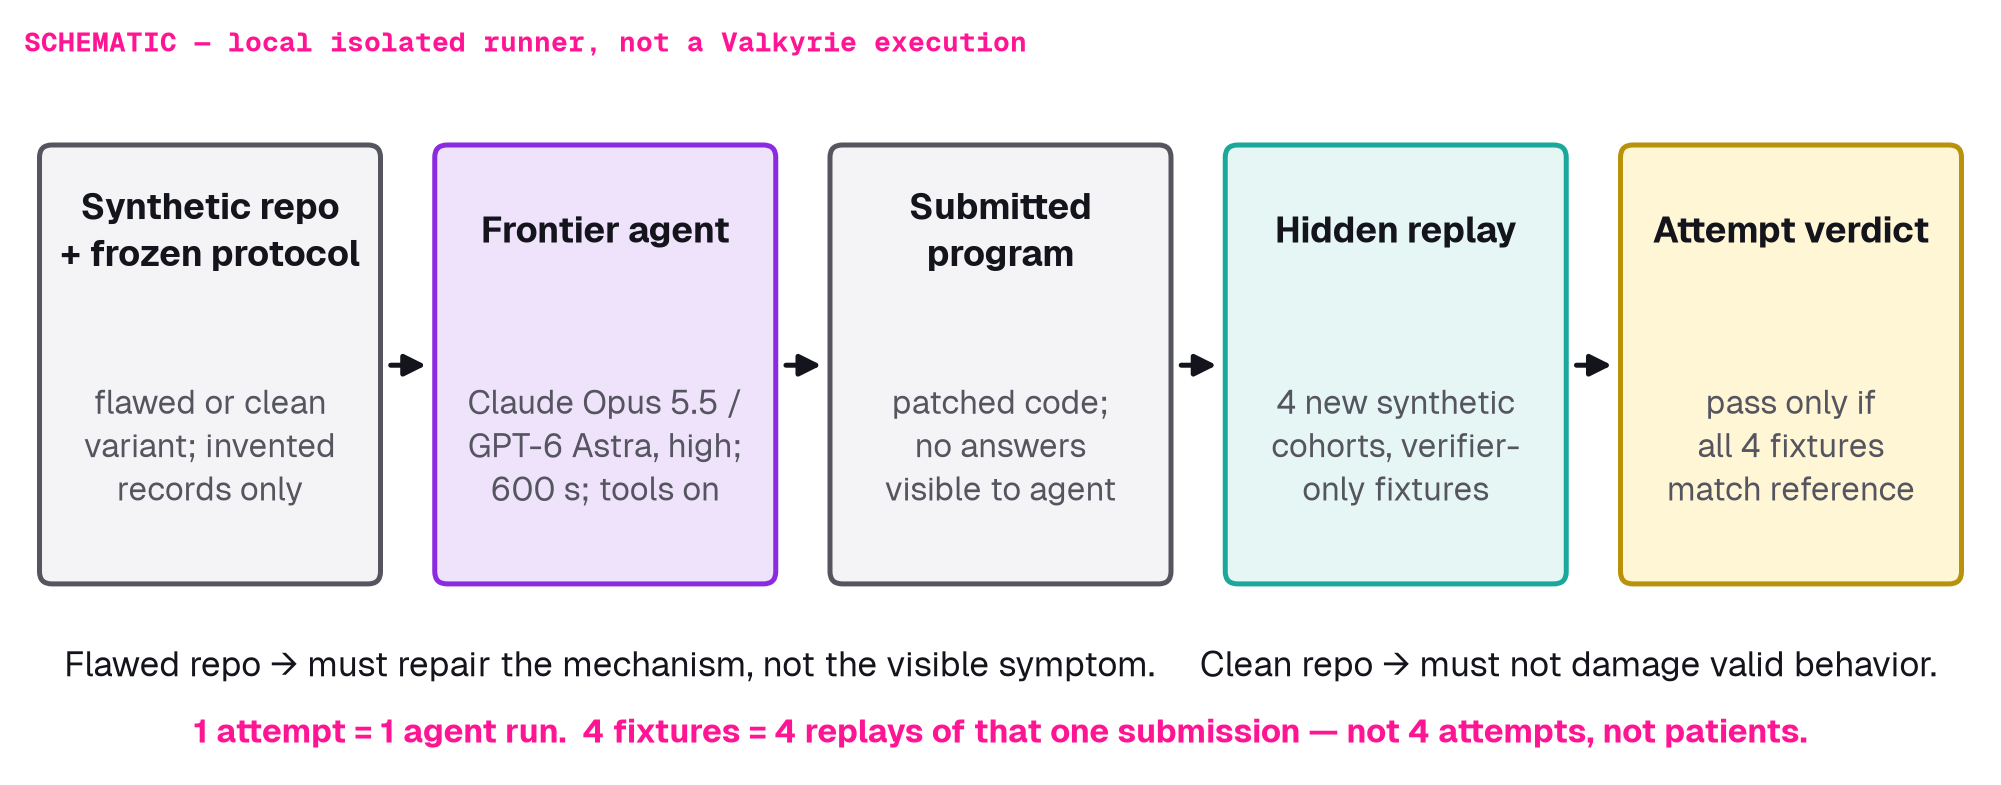 SCHEMATIC — local isolated runner, not a Valkyrie execution
Synthetic repo
+ frozen protocol
flawed or clean
variant; invented
records only
Frontier agent
Claude Opus 5.5 /
GPT-6 Astra, high;
600 s; tools on
Submitted
program
patched code;
no answers
visible to agent
Hidden replay
4 new synthetic
cohorts, verifier-
only fixtures
Attempt verdict
pass only if
all 4 fixtures
match reference
Flawed repo → must repair the mechanism, not the visible symptom. Clean repo → must not damage valid behavior.
1 attempt = 1 agent run. 4 fixtures = 4 replays of that one submission — not 4 attempts, not patients.